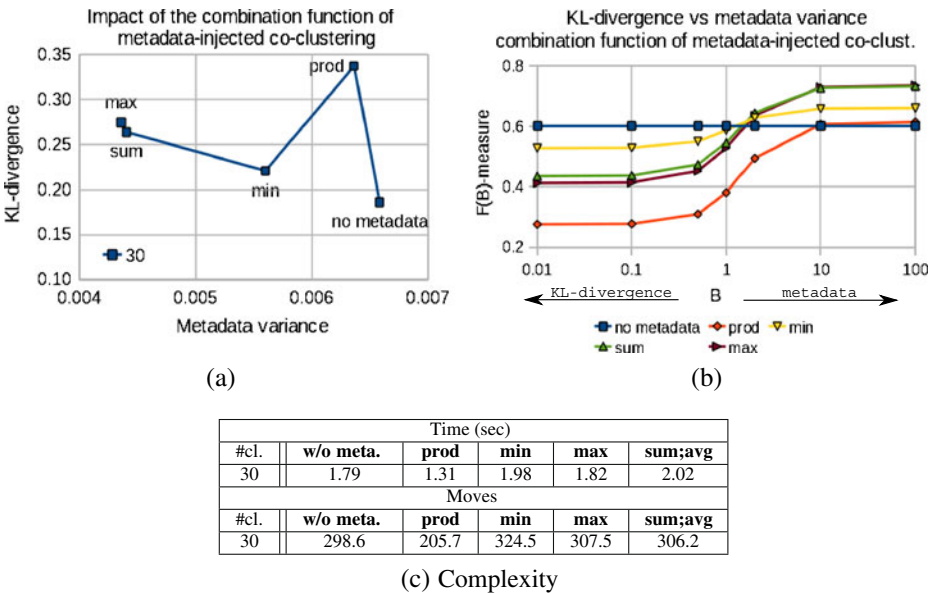 Impact of the combination function of
metadata-injected co-clustering
KL-divergence
0.35
0.30
0.25
0.20
0.15
0.10
max
sum
min
prod
no metadata
30
0.004 0.005 0.006 0.007
Metadata variance
(a)
KL-divergence vs metadata variance
combination function of metadata-injected co-clust.
F(B)-measure
0.8
0.6
0.4
0.2
0.01 0.1 1 10 100
KL-divergence B metadata
no metadata prod min
sum max
(b)
Time (sec)
#cl. w/o meta. prod min max sum;avg
30 1.79 1.31 1.98 1.82 2.02
Moves
#cl. w/o meta. prod min max sum;avg
30 298.6 205.7 324.5 307.5 306.2
(c) Complexity